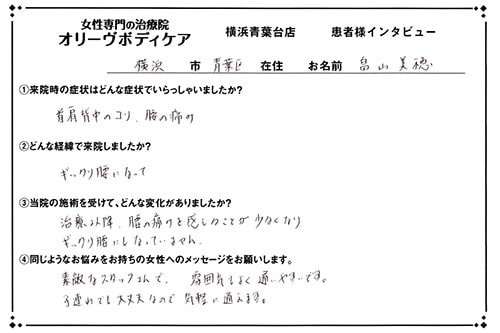 女性専門の治療院
オリーヴボディケア 横浜青葉台店 患者様インタビュー
横浜 市 青葉区 在住 お名前 畠山美穂
①来院時の症状はどんな症状でいらっしゃいましたか?
首肩背中のコリ、腰の痛み
②どんな経緯で来院しましたか?
ギックリ腰になって
③当院の施術を受けて、どんな変化がありましたか?
治療以降、腰の痛みを感じることが少なくなり
ギックリ腰にもなっていません。
④同じようなお悩みをお持ちの女性へのメッセージをお願いします。
素敵なスタッフさんで、雰囲気もよく通いやすいです。
子連れでも大丈夫なので気軽に通えます。